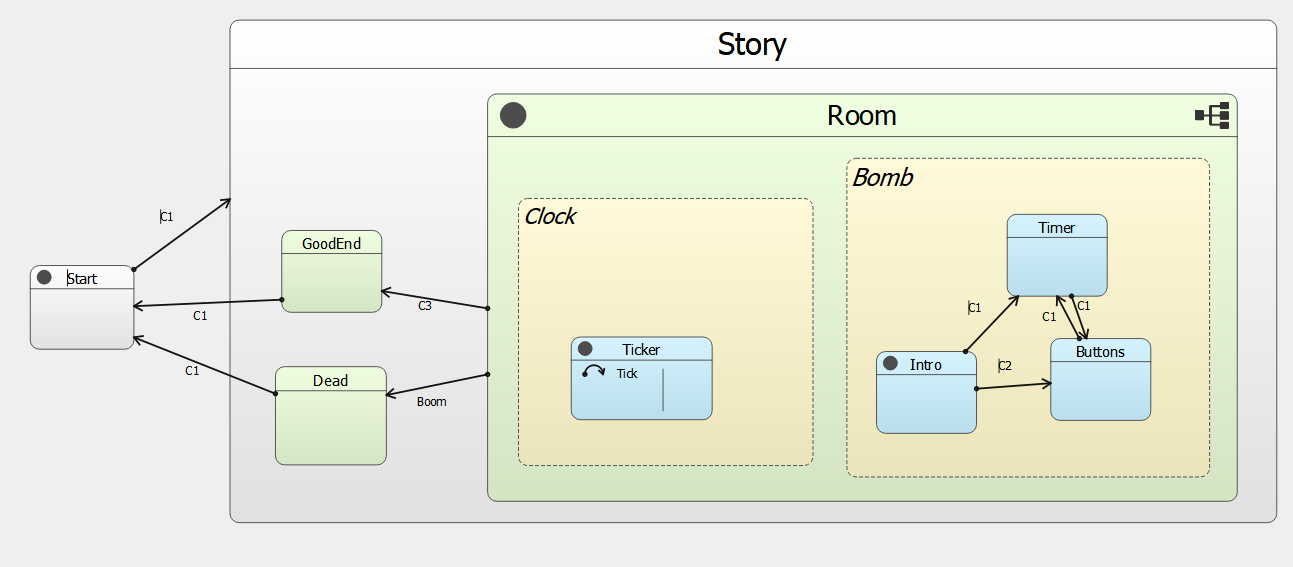 Story
Room
Bomb
Clock
Timer
C1
GoodEnd
Start
C3
C1
C1
C1
C1
Ticker
Tick
Buttons
Intro
C2
Dead
C1
Boom